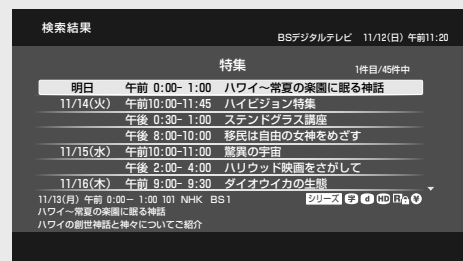 検索結果
BSデジタルテレビ 11/12(日) 午前11:20
特集 1件目/45件中
明日 午前 0:00- 1:00 ハワイ~常夏の楽園に眠る神話
11/14(火) 午前10:00-11:45 ハイビジョン特集
午後 0:30- 1:00 ステンドグラス講座
午後 8:00-10:00 移民は自由の女神をめざす
11/15(水) 午前10:00-11:00 驚異の宇宙
午後 2:00- 4:00 ハリウッド映画をさがして
11/16(木) 午前 9:00- 9:30 ダイオウイカの生態
11/13(月) 午前 0:00- 1:00 101 NHK BS1 シリーズ 字 d HD
ハワイ~常夏の楽園に眠る神話
ハワイの創世神話と神々についてご紹介